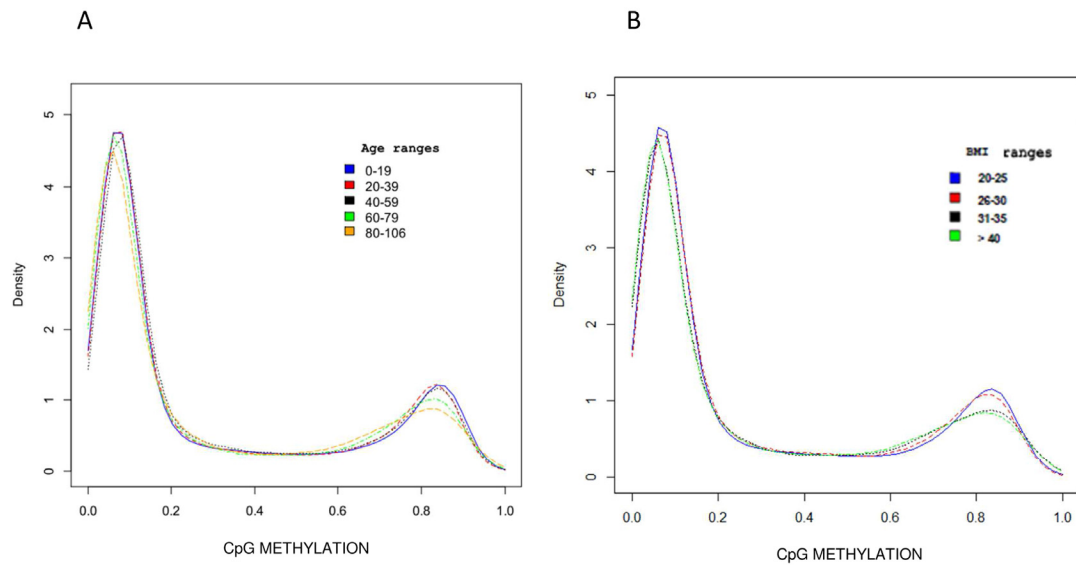 A
B
5
4
3
2
1
0
Density
Age ranges
0-19
20-39
40-59
60-79
80-106
0.0 0.2 0.4 0.6 0.8 1.0
CpG METHYLATION
5
4
3
2
1
0
Density
BMI ranges
20-25
26-30
31-35
> 40
0.0 0.2 0.4 0.6 0.8 1.0
CpG METHYLATION